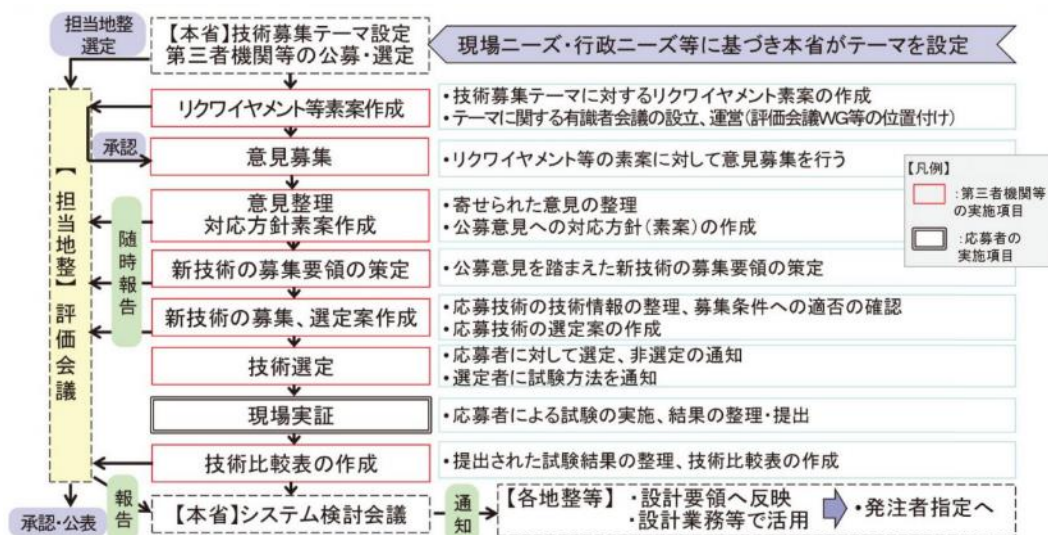 担当地整
選定
【本省】技術募集テーマ設定
第三者機関等の公募・選定
現場ニーズ・行政ニーズ等に基づき本省がテーマを設定
リクワイヤメント等素案作成
・技術募集テーマに対するリクワイヤメント素案の作成
・テーマに関する有識者会議の設立、運営(評価会議WG等の位置付け)
承認
意見募集
・リクワイヤメント等の素案に対して意見募集を行う
【凡例】
:第三者機関等
の実施項目
:応募者の
実施項目
【担当地整】評価会議
随時報告
意見整理
対応方針素案作成
・寄せられた意見の整理
・公募意見への対応方針(素案)の作成
新技術の募集要領の策定
・公募意見を踏まえた新技術の募集要領の策定
新技術の募集、選定案作成
・応募技術の技術情報の整理、募集条件への適否の確認
・応募技術の選定案の作成
技術選定
・応募者に対して選定、非選定の通知
・選定者に試験方法を通知
現場実証
・応募者による試験の実施、結果の整理・提出
技術比較表の作成
・提出された試験結果の整理、技術比較表の作成
承認・公表
報告
【本省】システム検討会議
通知
【各地整等】
・設計要領へ反映
・設計業務等で活用
・発注者指定へ